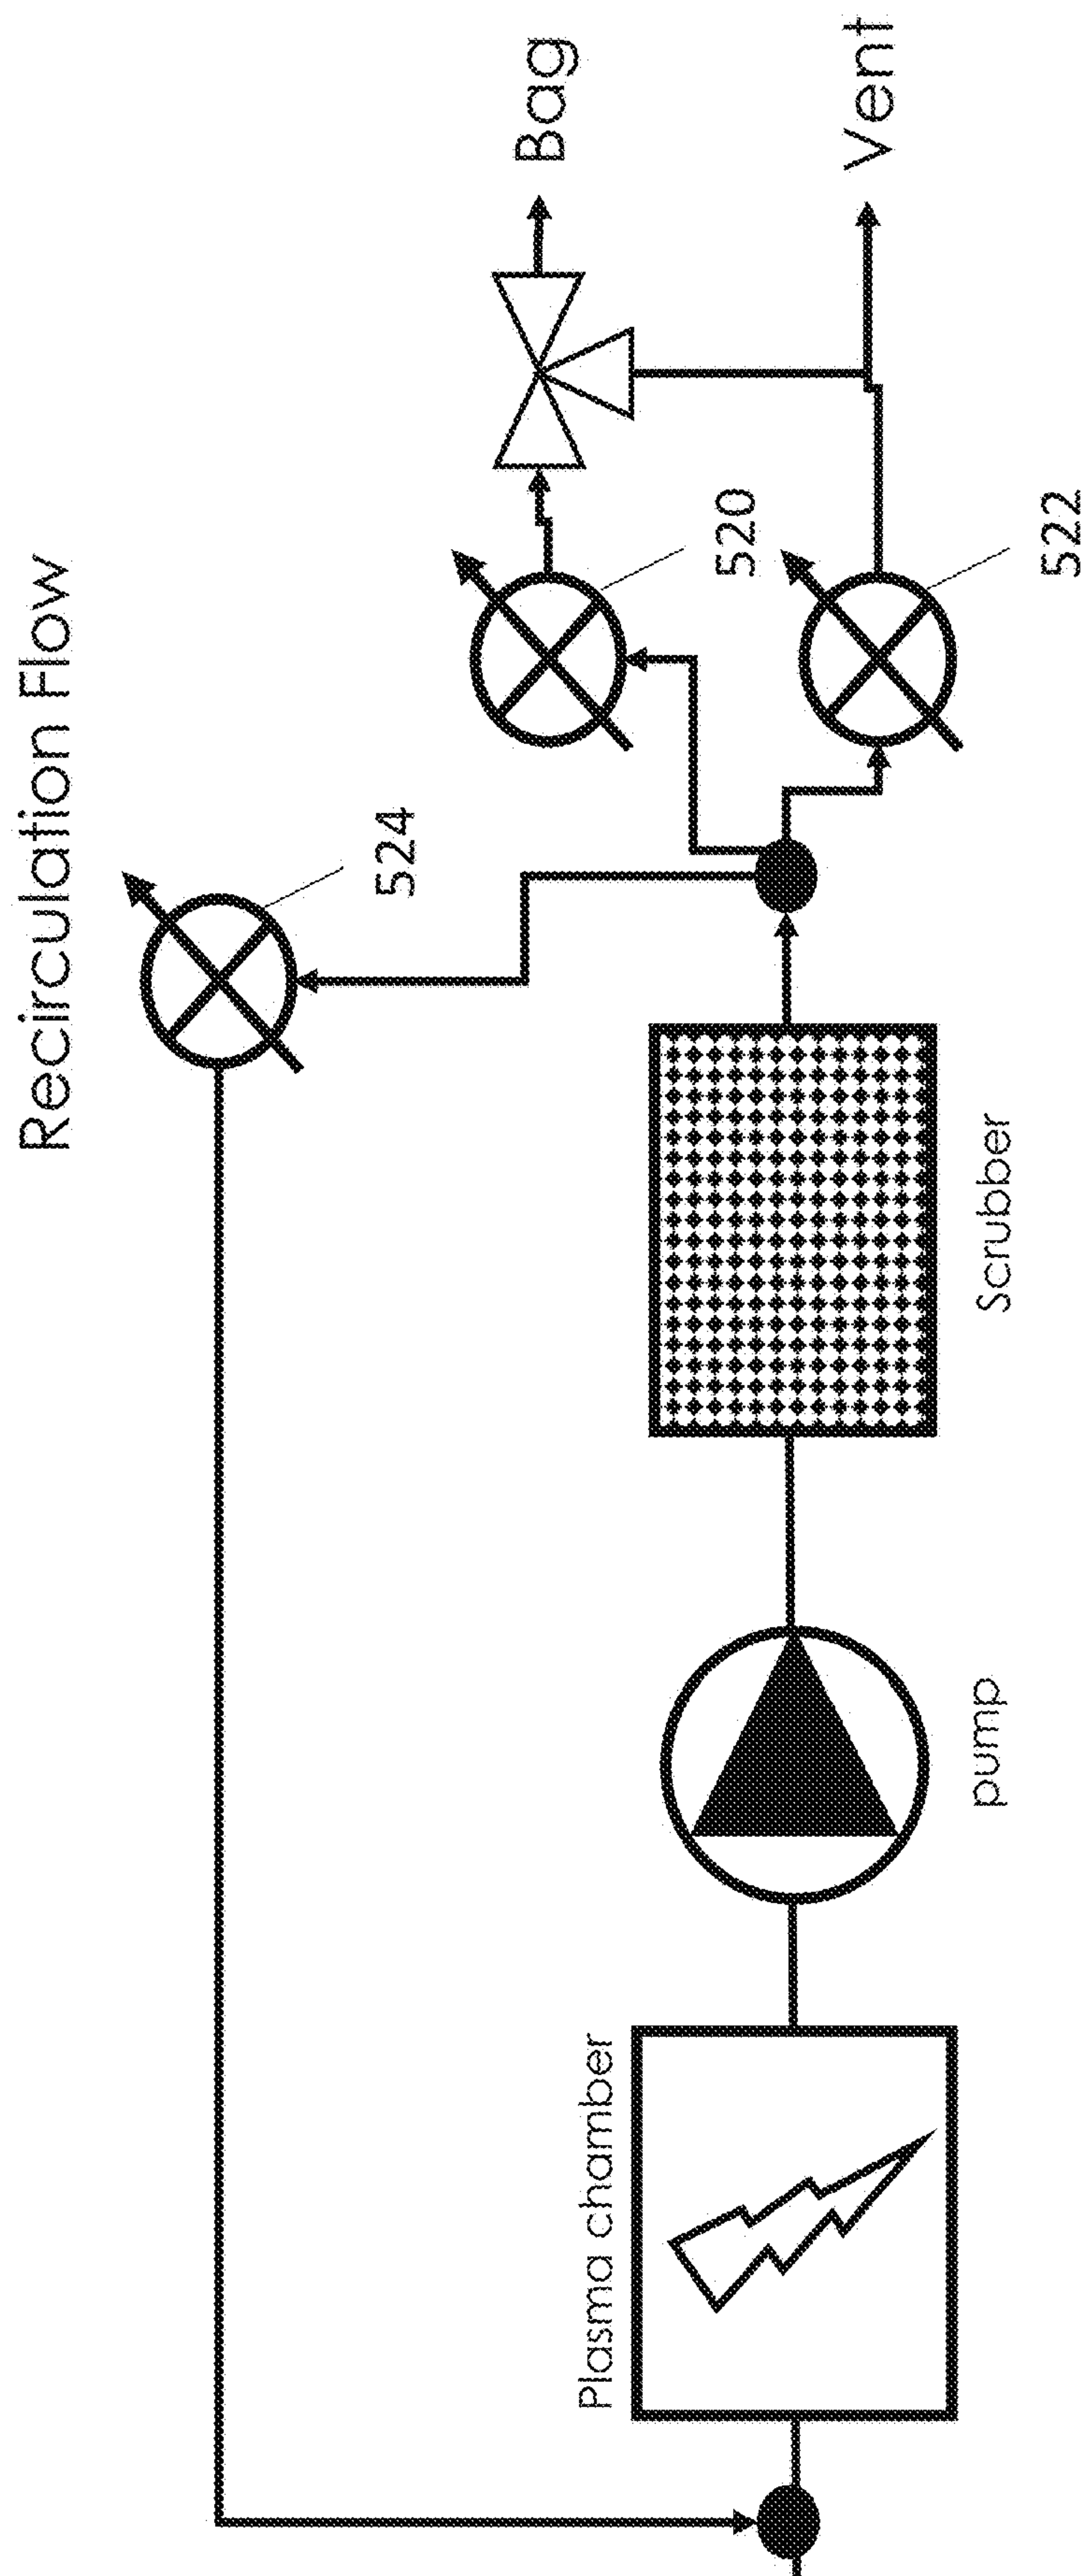 Recirculation Flow
524
Bag
520
Vent
522
Plasma chamber
pump
Scrubber